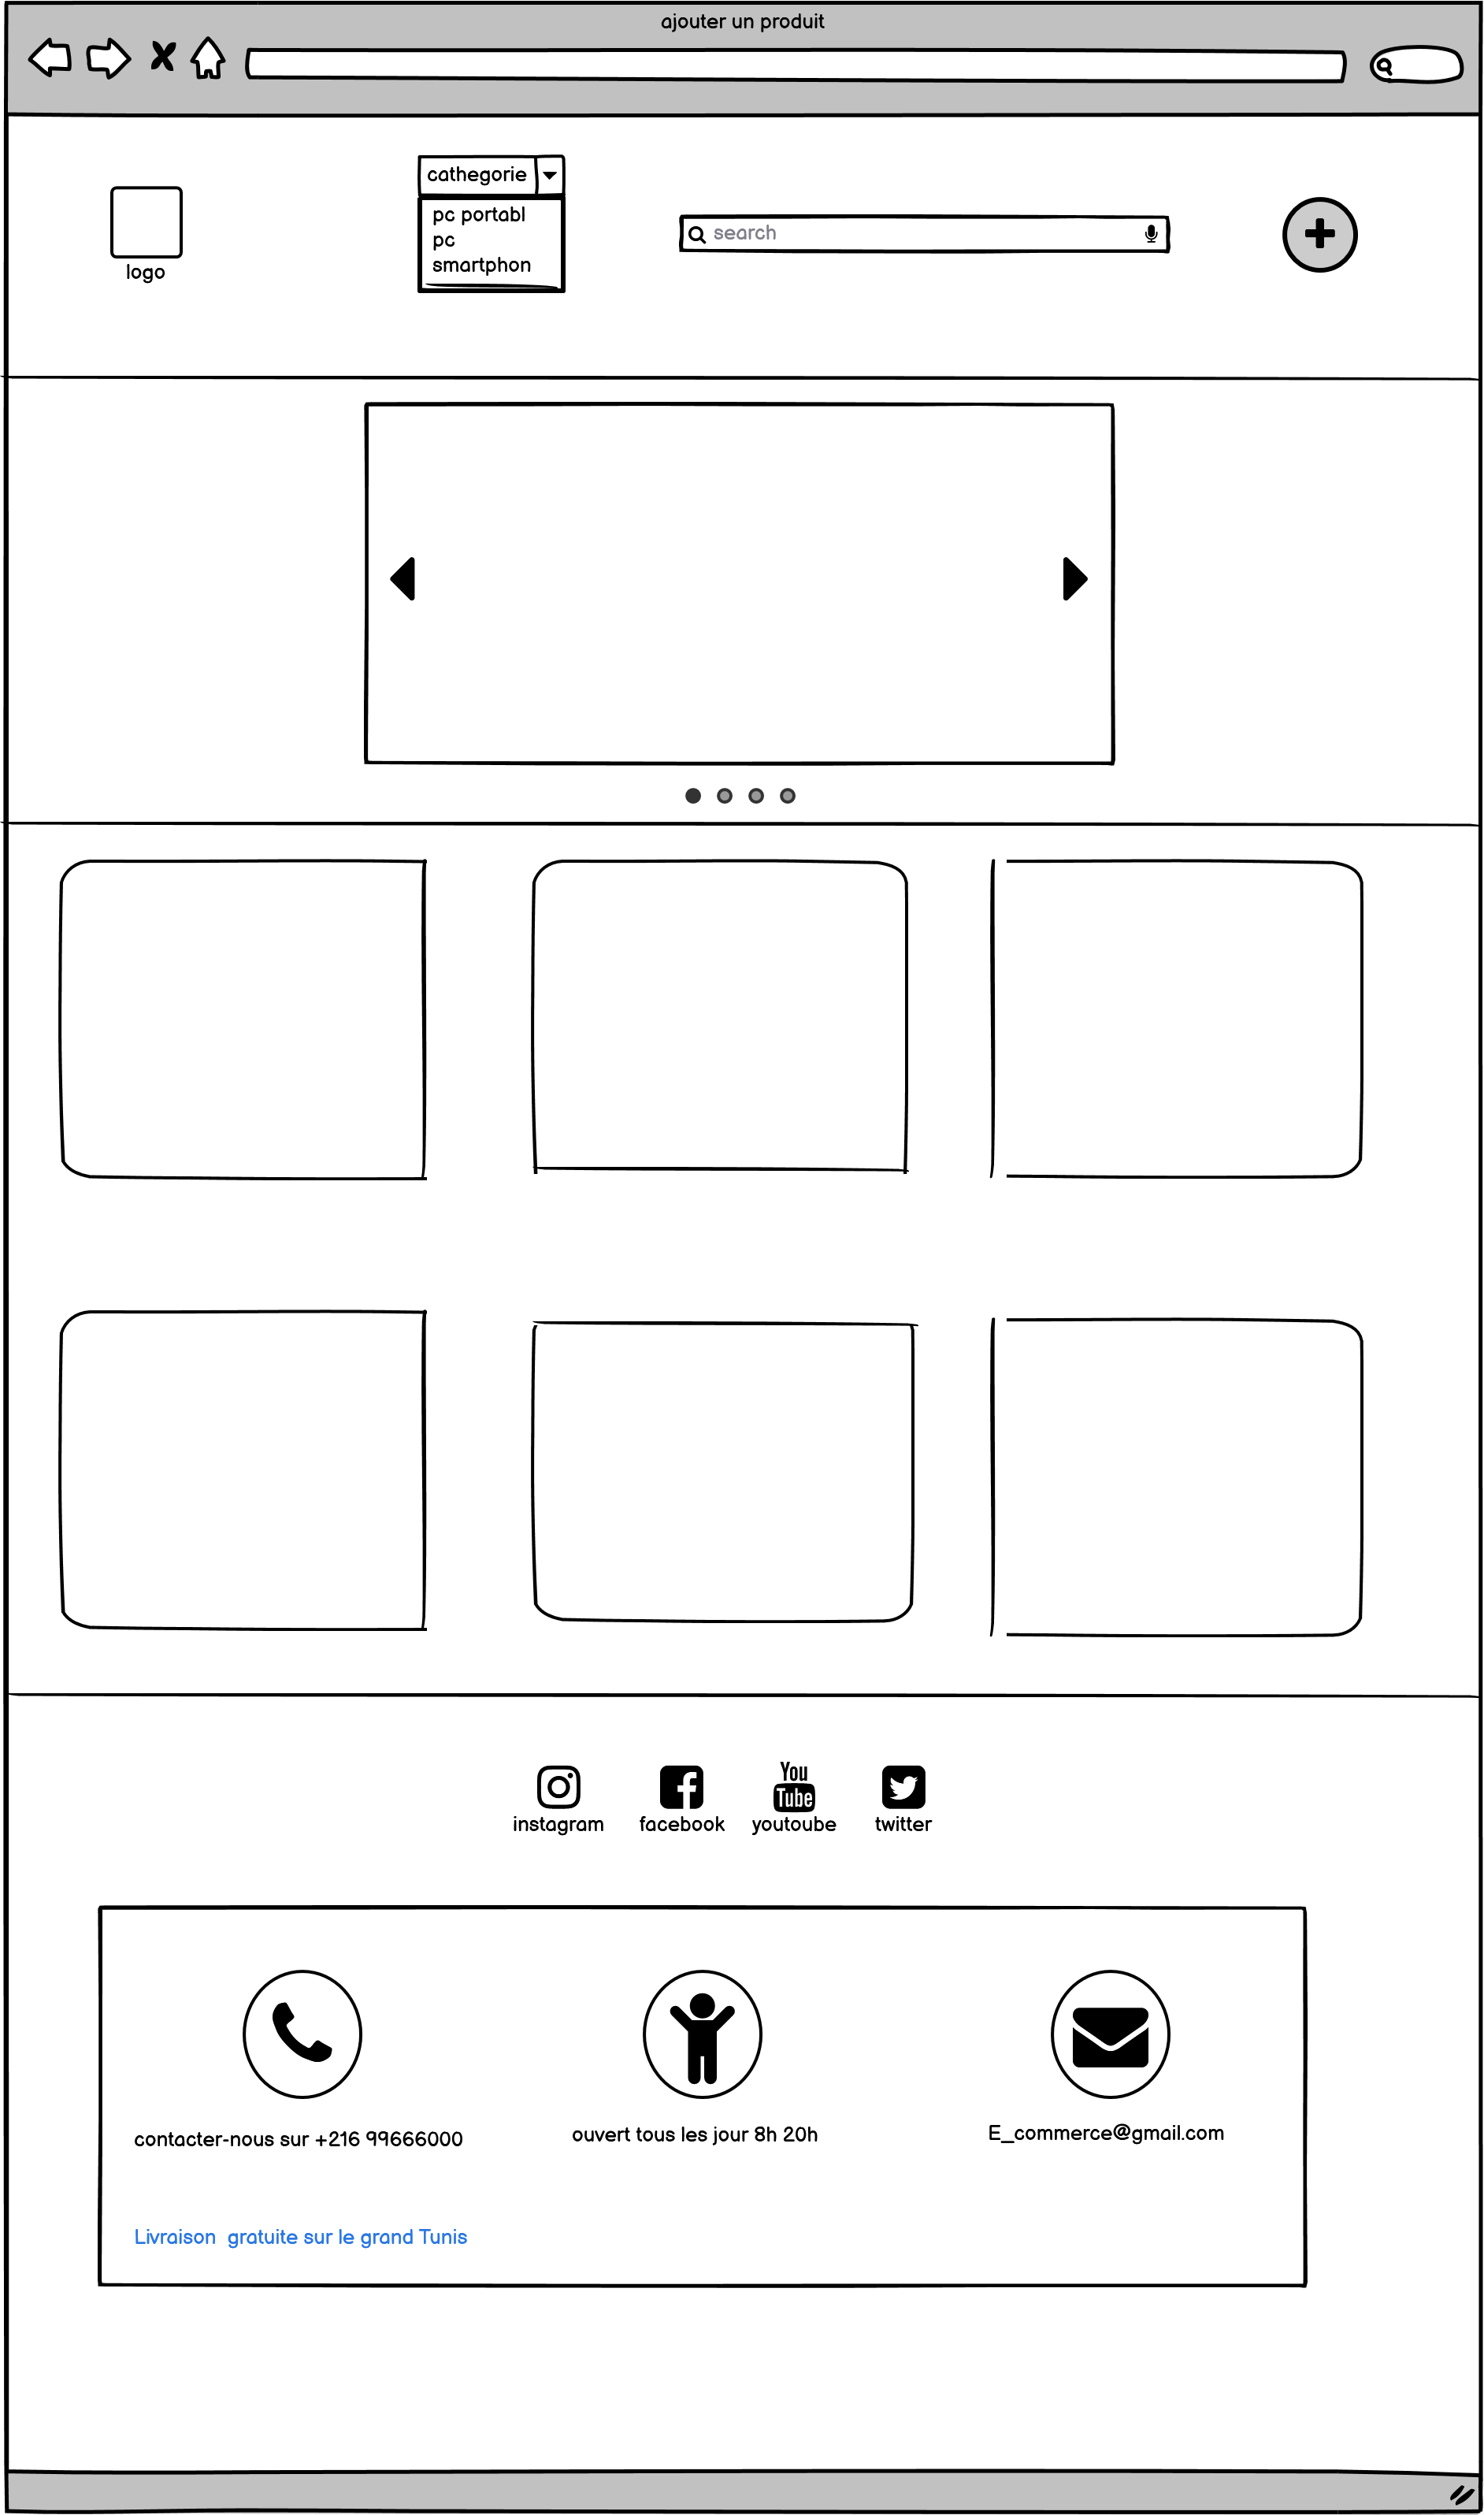 ajouter un produit
cathegorie
pc portabl
pc
smartphon
search
logo
You
Tube
instagram
facebook
youtoube
twitter
contacter-nous sur +216 99666000
ouvert tous les jour 8h 20h
E_commerce@gmail.com
Livraison  gratuite sur le grand Tunis